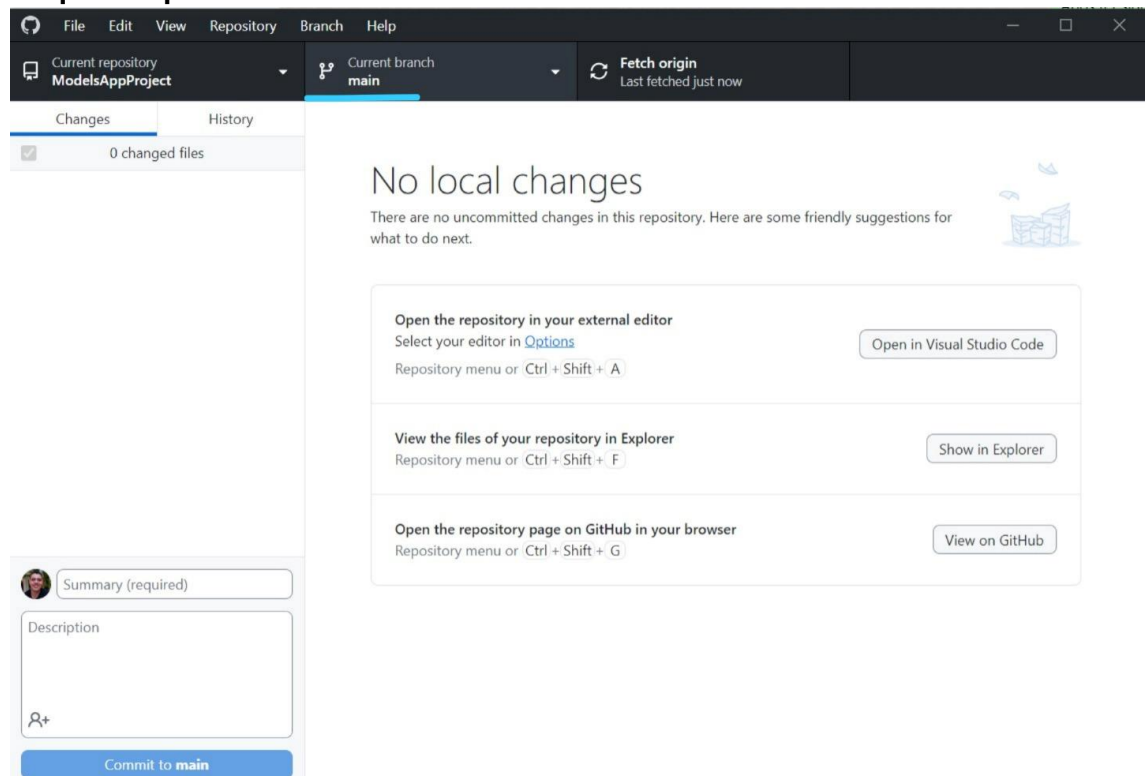 File Edit View Repository Branch Help
Current repository
ModelsAppProject
Current branch
main
Fetch origin
Last fetched just now
Changes History
0 changed files
No local changes
There are no uncommitted changes in this repository. Here are some friendly suggestions for
what to do next.
Open the repository in your external editor
Select your editor in Options
Repository menu or Ctrl + Shift + A
Open in Visual Studio Code
View the files of your repository in Explorer
Repository menu or Ctrl + Shift + F
Show in Explorer
Open the repository page on GitHub in your browser
Repository menu or Ctrl + Shift + G
View on GitHub
Summary (required)
Description
Commit to main